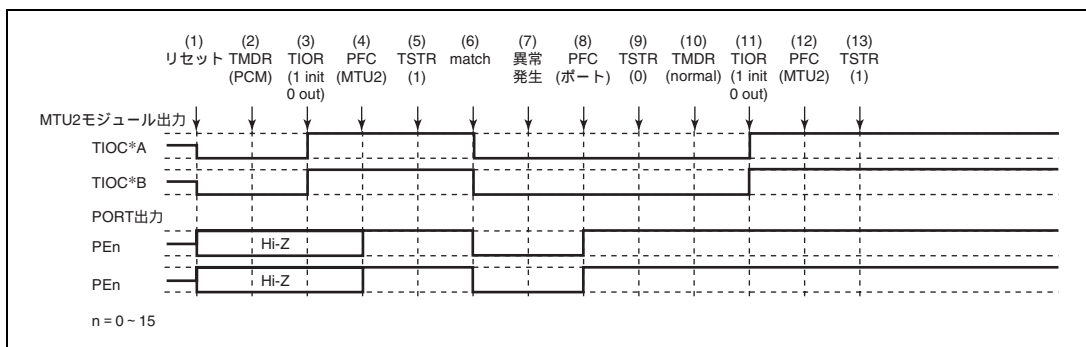 (1) (2) (3) (4) (5) (6) (7) (8) (9) (10) (11) (12) (13)
リセット TMDR TIOR PFC TSTR match 異常 PFC TSTR TMDR TIOR PFC TSTR
(PCM) (1 init (MTU2) (1) 発生 (ポート) (0) (normal) (1 init (MTU2) (1)
0 out) 0 out)
MTU2モジュール出力
TIOC*A
TIOC*B
PORT出力
PEn Hi-Z
PEn Hi-Z
n = 0 ~ 15